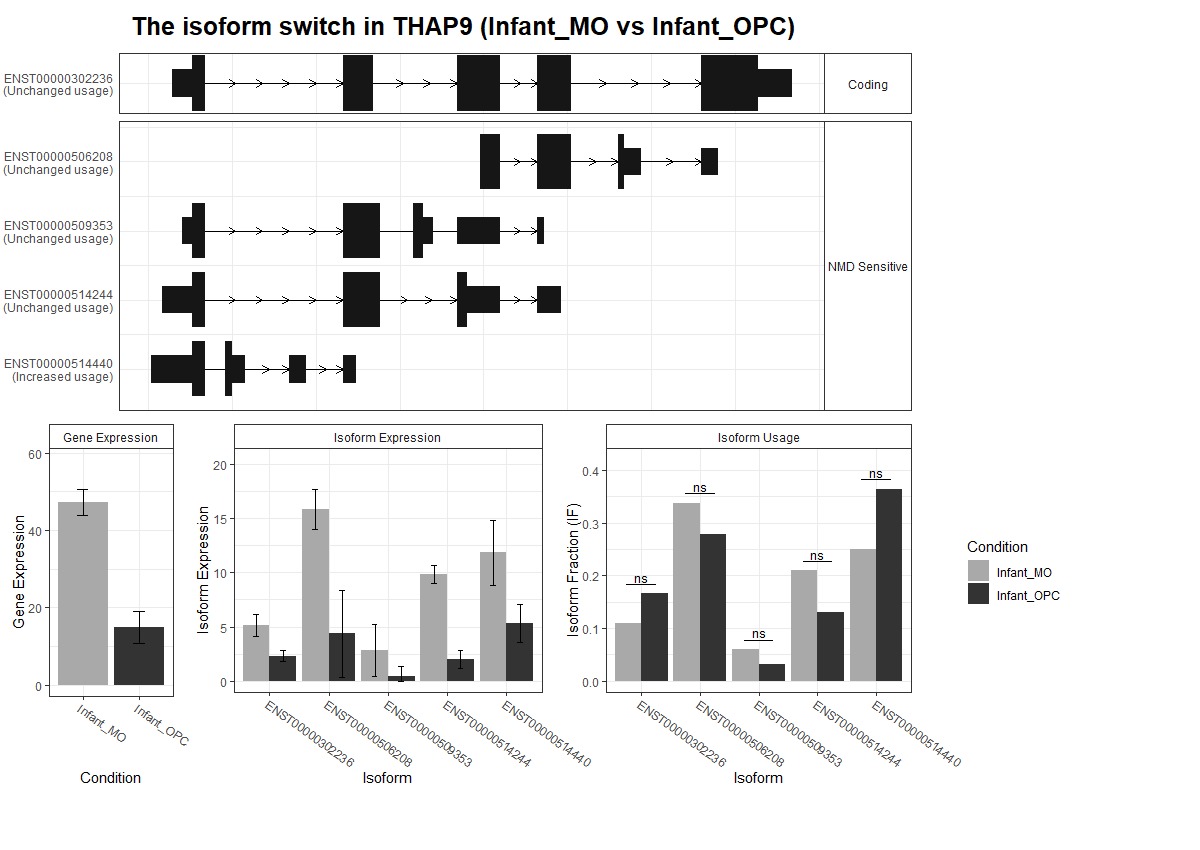 The isoform switch in THAP9 (Infant_MO vs Infant_OPC)
ENST00000302236
(Unchanged usage)
Coding
ENST00000506208
(Unchanged usage)
ENST00000509353
(Unchanged usage)
NMD Sensitive
ENST00000514244
(Unchanged usage)
ENST00000514440
(Increased usage)
Gene Expression
60
40
20
0
Gene Expression
Infant_MO
Infant_OPC
Condition
Isoform Expression
20
15
10
5
0
Isoform Expression
ENST00000302236
ENST00000506208
ENST00000509353
ENST00000514244
ENST00000514440
Isoform
Isoform Usage
0.4
0.3
0.2
0.1
0.0
Isoform Fraction (IF)
ns
ns
ns
ns
ns
ENST00000302236
ENST00000506208
ENST00000509353
ENST00000514244
ENST00000514440
Isoform
Condition
Infant_MO
Infant_OPC